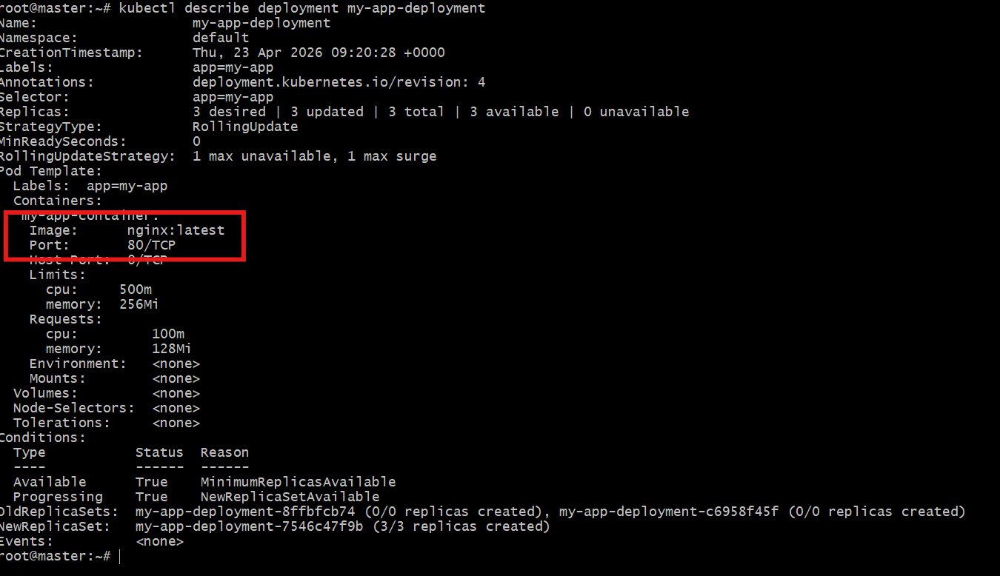 root@master:~# kubectl describe deployment my-app-deployment
Name:                   my-app-deployment
Namespace:              default
CreationTimestamp:      Thu, 23 Apr 2026 09:20:28 +0000
Labels:                 app=my-app
Annotations:            deployment.kubernetes.io/revision: 4
Selector:               app=my-app
Replicas:               3 desired | 3 updated | 3 total | 3 available | 0 unavailable
StrategyType:           RollingUpdate
MinReadySeconds:        0
RollingUpdateStrategy:  1 max unavailable, 1 max surge
Pod Template:
  Labels:  app=my-app
  Containers:
   my-app-container:
    Image:      nginx:latest
    Port:       80/TCP
    Host Port:  0/TCP
    Limits:
      cpu:     500m
      memory:  256Mi
    Requests:
      cpu:         100m
      memory:      128Mi
    Environment:   <none>
    Mounts:        <none>
  Volumes:         <none>
  Node-Selectors:  <none>
  Tolerations:     <none>
Conditions:
  Type           Status  Reason
  ----           ------  ------
  Available      True    MinimumReplicasAvailable
  Progressing    True    NewReplicaSetAvailable
OldReplicaSets:  my-app-deployment-8ffbfcb74 (0/0 replicas created), my-app-deployment-c6958f45f (0/0 replicas created)
NewReplicaSet:   my-app-deployment-7546c47f9b (3/3 replicas created)
Events:          <none>
root@master:~#